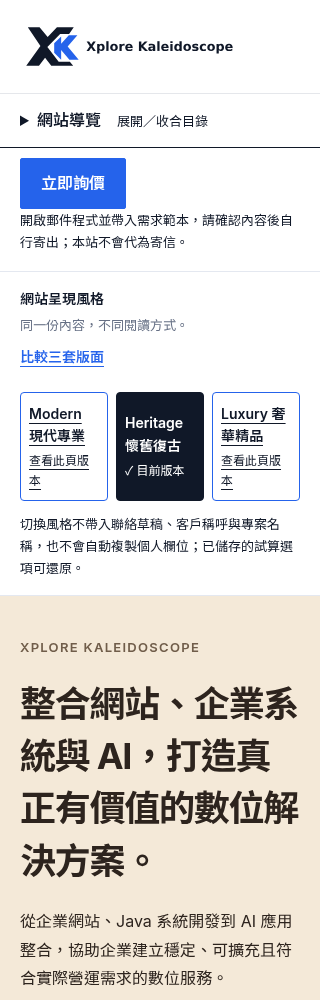 Xplore Kaleidoscope
▶ 網站導覽 展開／收合目錄
立即詢價
開啟郵件程式並帶入需求範本，請確認內容後自
行寄出；本站不會代為寄信。
網站呈現風格
同一份內容，不同閱讀方式。
比較三套版面
Modern
現代專業
查看此頁版
本
Heritage
懷舊復古
✓ 目前版本
Luxury 奢
華精品
查看此頁版
本
切換風格不帶入聯絡草稿、客戶稱呼與專案名
稱，也不會自動複製個人欄位；已儲存的試算選
項可還原。
XPLORE KALEIDOSCOPE
整合網站、企業系
統與 AI，打造真
正有價值的數位解
決方案。
從企業網站、Java 系統開發到 AI 應用
整合，協助企業建立穩定、可擴充且符
合實際營運需求的數位服務。